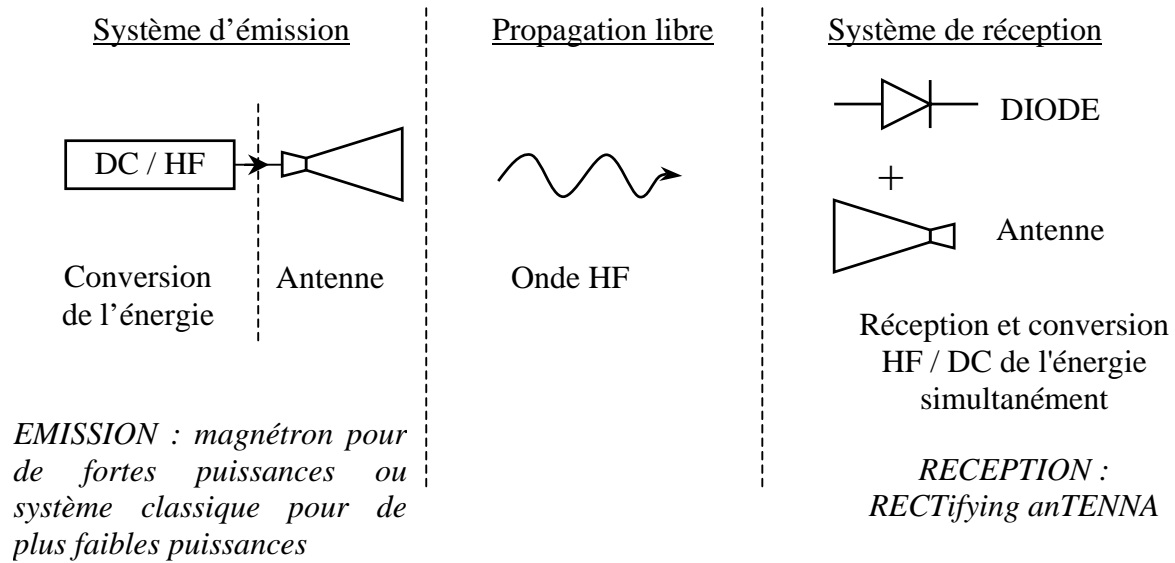 Système d'émission
DC / HF
Conversion
de l'énergie
Antenne
EMISSION : magnétron pour
de fortes puissances ou
système classique pour de
plus faibles puissances
Propagation libre
Onde HF
Système de réception
DIODE
+
Antenne
Réception et conversion
HF / DC de l'énergie
simultanément
RECEPTION :
RECTifying anTENNA